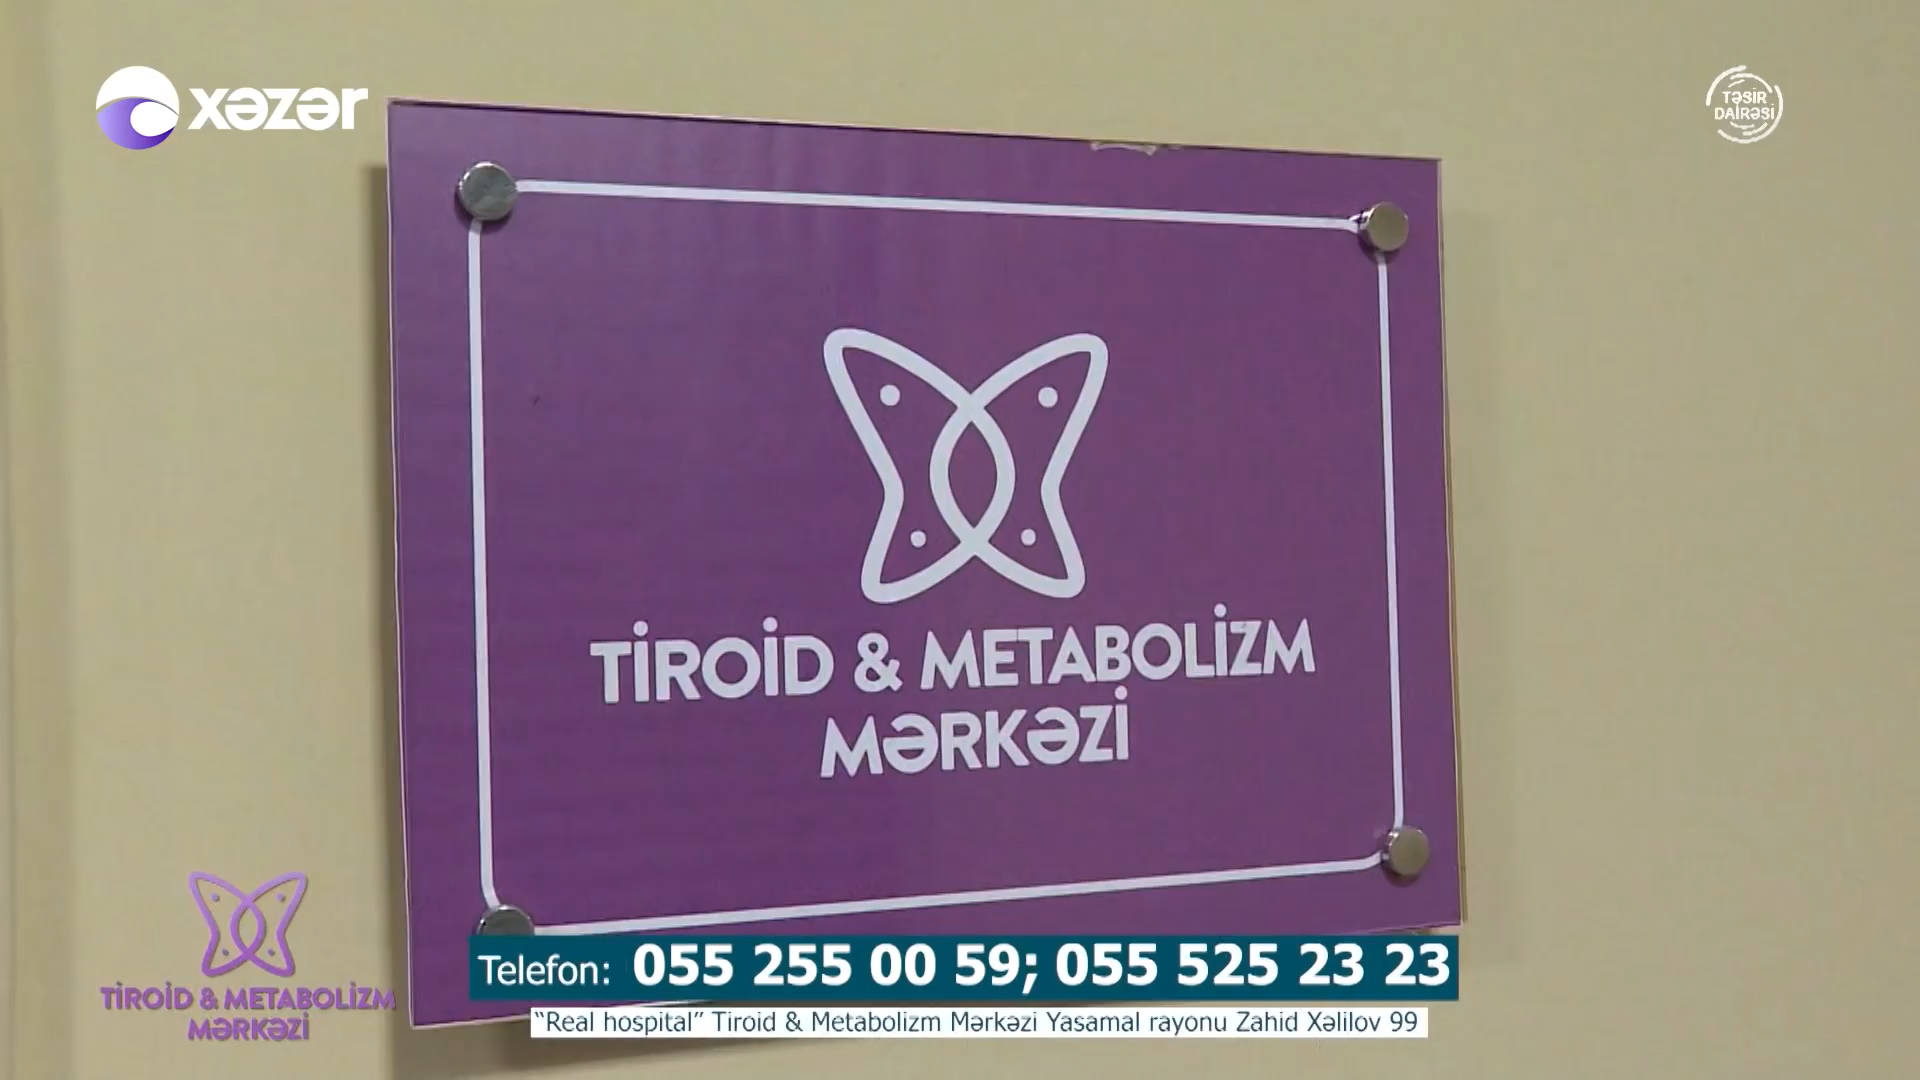 xəzər
TƏSİR
DAİRƏSİ
TİROİD & METABOLİZM
MƏRKƏZİ
TİROİD & METABOLİZM
MƏRKƏZİ
Telefon: 055 255 00 59; 055 525 23 23
“Real hospital” Tiroid & Metabolizm Mərkəzi Yasamal rayonu Zahid Xəlilov 99